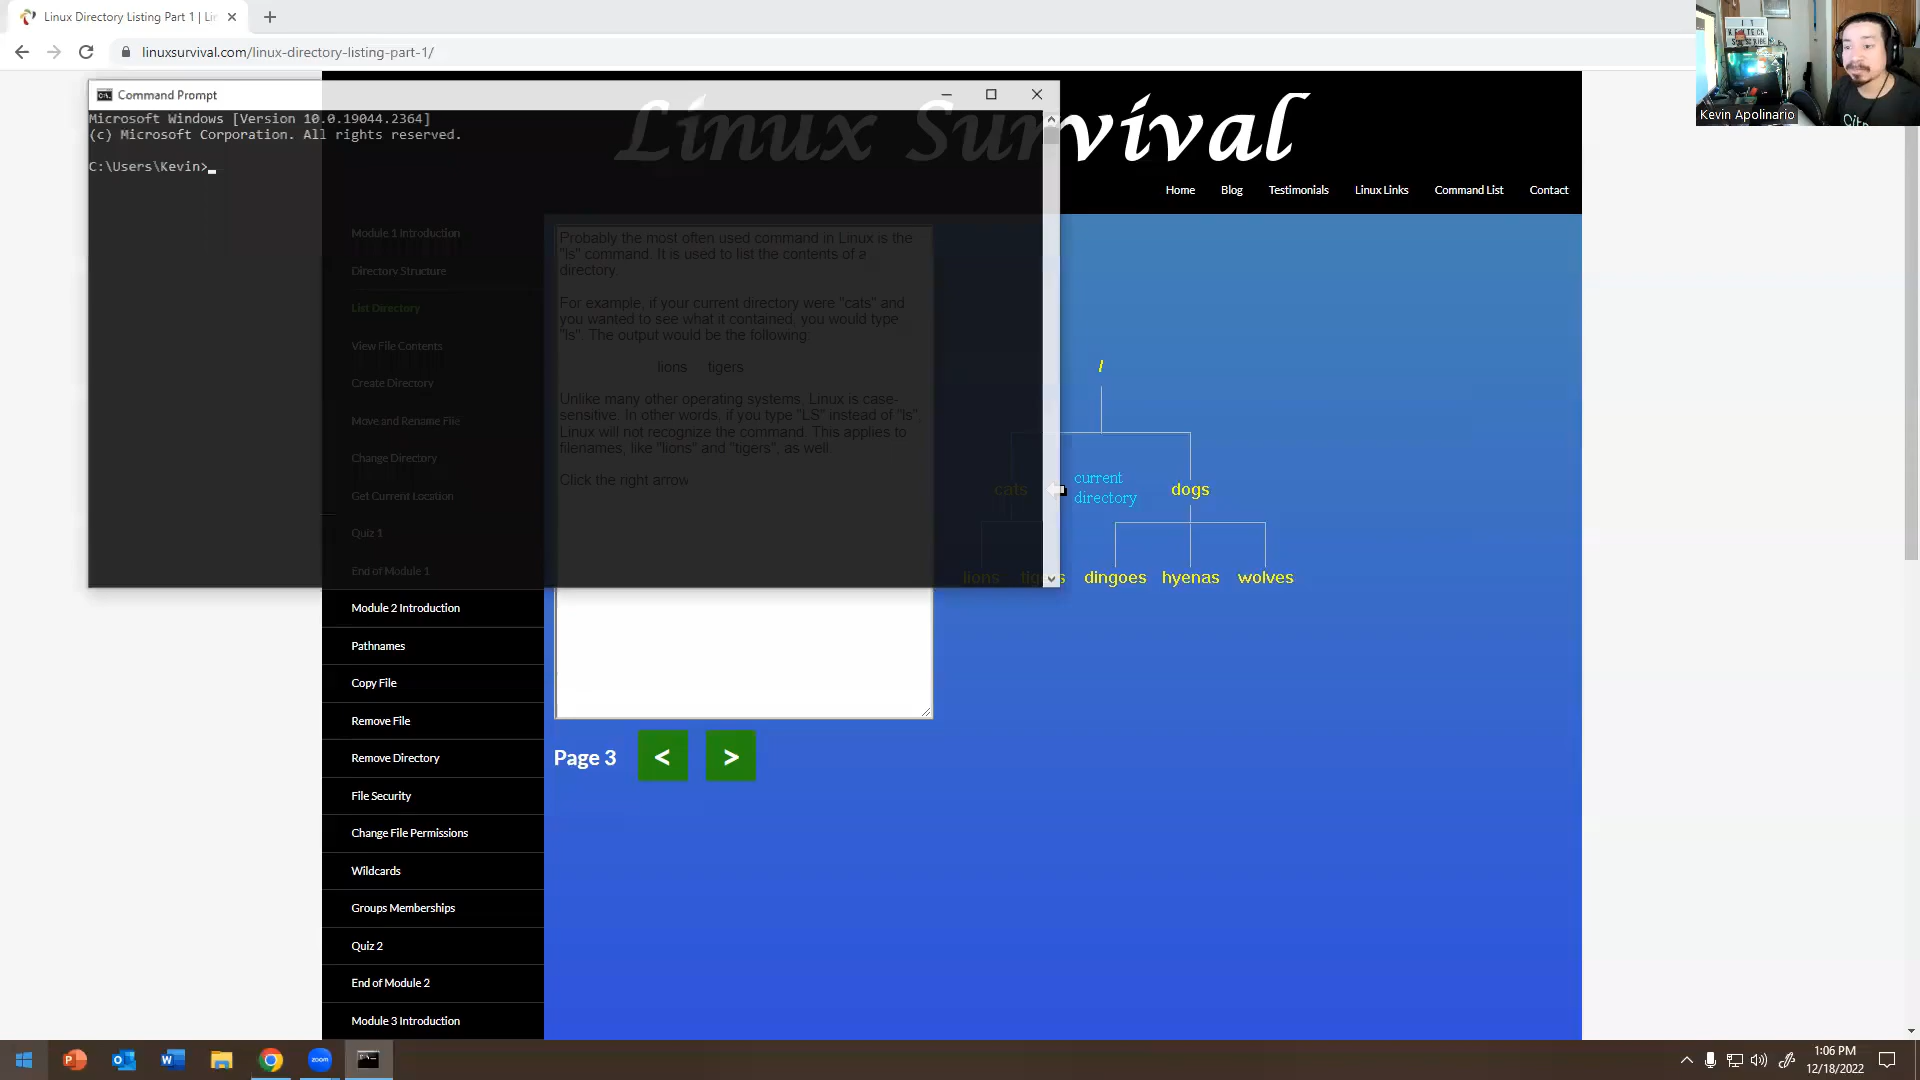 Linux Directory Listing Part 1 | Li
linuxsurvival.com/linux-directory-listing-part-1/
Command Prompt
Microsoft Windows [Version 10.0.19044.2364]
(c) Microsoft Corporation. All rights reserved.
C:\Users\Kevin>
Linux Survival
Home Blog Testimonials Linux Links Command List Contact
Kevin Apolinario
Module 1 Introduction
Directory Structure
List Directory
View File Contents
Create Directory
Move and Rename File
Change Directory
Get Current Location
Quiz 1
End of Module 1
Module 2 Introduction
Pathnames
Copy File
Remove File
Remove Directory
File Security
Change File Permissions
Wildcards
Groups Memberships
Quiz 2
End of Module 2
Module 3 Introduction
Probably the most often used command in Linux is the
"ls" command. It is used to list the contents of a
directory.
For example, if your current directory were "cats" and
you wanted to see what it contained, you would type
"ls". The output would be the following:
lions tigers
Unlike many other operating systems, Linux is case-
sensitive. In other words, if you type "LS" instead of "ls",
Linux will not recognize the command. This applies to
filenames, like "lions" and "tigers", as well.
Click the right arrow
Page 3 < >
/
cats
current
directory
dogs
lions tigers dingoes hyenas wolves
1:06 PM
12/18/2022